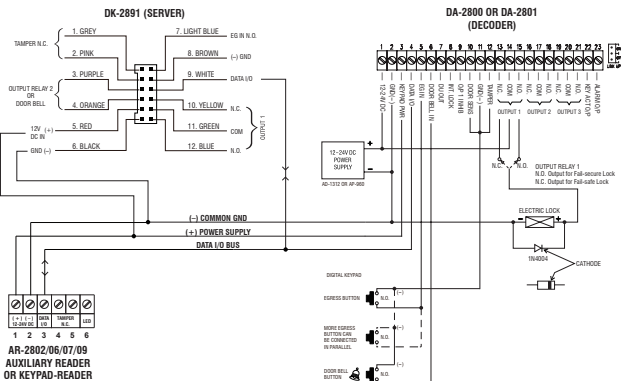 DK-2891 (SERVER)
TAMPER N.C.
1. GREY
2. PINK
OUTPUT RELAY 2
OR
DOOR BELL
3. PURPLE
4. ORANGE
12V (+)
DC IN
5. RED
GND (–)
6. BLACK
7. LIGHT BLUE
EG IN N.O.
8. BROWN
(–) GND
9. WHITE
DATA I/O
10. YELLOW
N.C.
11. GREEN
COM
12. BLUE
N.O.
OUTPUT 1
DA-2800 OR DA-2801
(DECODER)
1 2 3 4 5 6 7 8 9 10 11 12 13 14 15 16 17 18 19 20 21 22 23
12-24V DC
GND(–)
KEYPAD PWR
DATA I/O
EG IN
DOOR BELL IN
DU OUT
INT. LOCK
O/P 1 INHIB
DOOR SENS
GND(–)
TAMPER
N.C.
COM
N.O.
N.C.
COM
N.O.
N.C.
COM
N.O.
KEY ACT O/P
ALARM O/P
OUTPUT 1
OUTPUT 2
OUTPUT 3
12–24V DC
POWER
SUPPLY
+
–
AD-1312 OR AP-960
N.C.
N.O.
OUTPUT RELAY 1
N.O. Output for Fail-secure Lock
N.C. Output for Fail-safe Lock
ELECTRIC LOCK
– +
1N4004
CATHODE
(–) COMMON GND
(+) POWER SUPPLY
DATA I/O BUS
(+) (–)
12-24V DC
DATA
I/O
TAMPER
N.C.
LED
1 2 3 4 5 6
AR-2802/06/07/09
AUXILIARY READER
OR KEYPAD-READER
DIGITAL KEYPAD
EGRESS BUTTON
N.O.
(–)
MORE EGRESS
BUTTON CAN
BE CONNECTED
IN PARALLEL
N.O.
(–)
DOOR BELL
BUTTON
N.O.
(–)